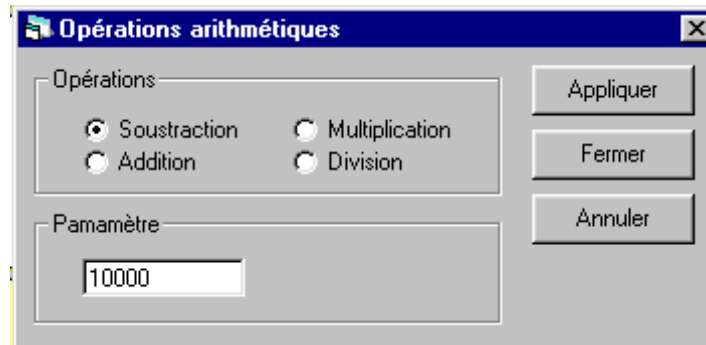 Opérations arithmétiques
Opérations
Soustraction
Multiplication
Addition
Division
Pamamètre
10000
Appliquer
Fermer
Annuler